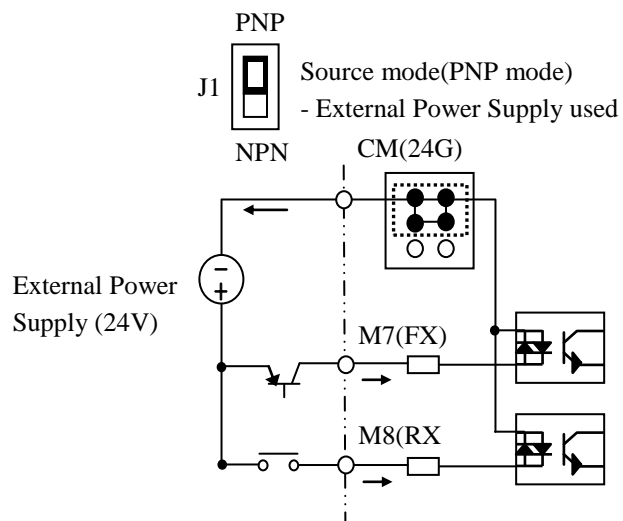 PNP
J1
Source mode(PNP mode)
- External Power Supply used
NPN
CM(24G)
External Power
Supply (24V)
M7(FX)
M8(RX